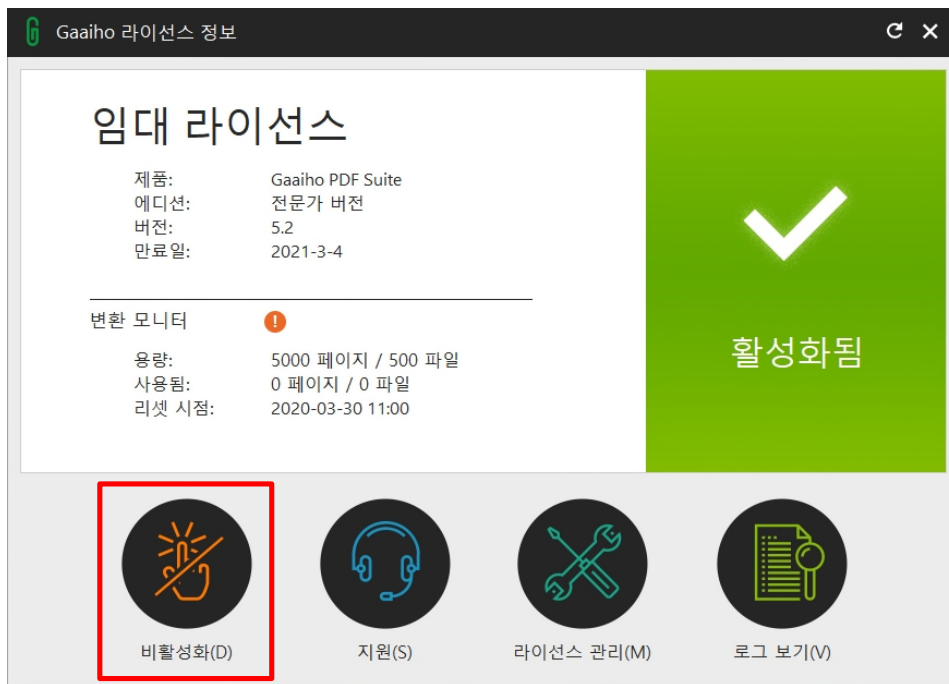 Gaaiho 라이선스 정보
임대 라이선스
제품: Gaaiho PDF Suite
에디션: 전문가 버전
버전: 5.2
만료일: 2021-3-4
변환 모니터
용량: 5000 페이지 / 500 파일
사용됨: 0 페이지 / 0 파일
리셋 시점: 2020-03-30 11:00
활성화됨
비활성화(D)
지원(S)
라이선스 관리(M)
로그 보기(V)